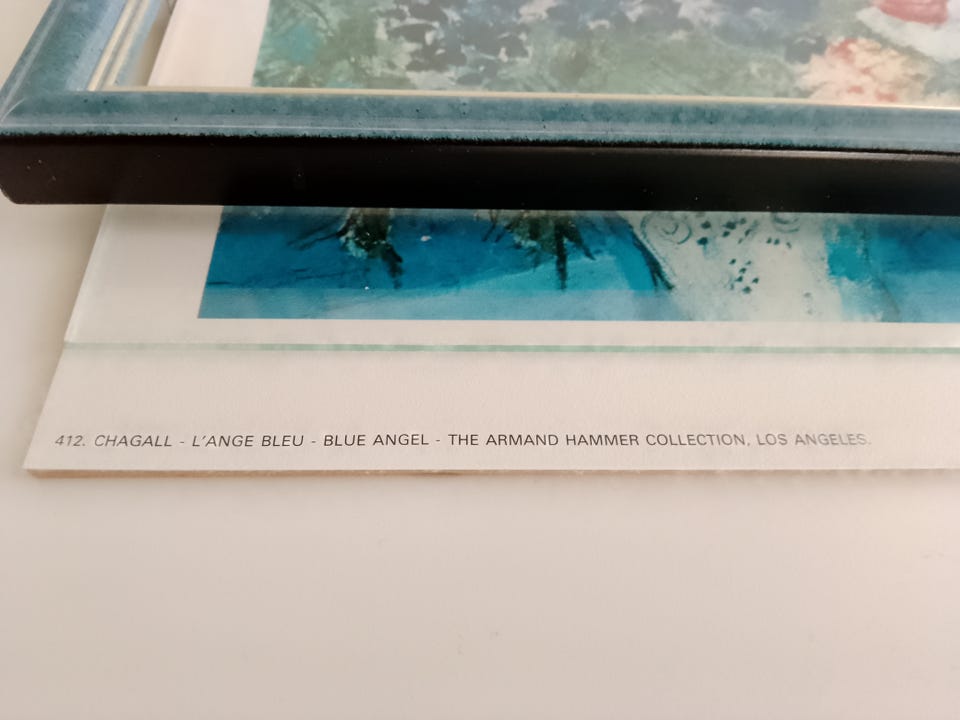 412. CHAGALL - L'ANGE BLEU - BLUE ANGEL - THE ARMAND HAMMER COLLECTION, LOS ANGELES.